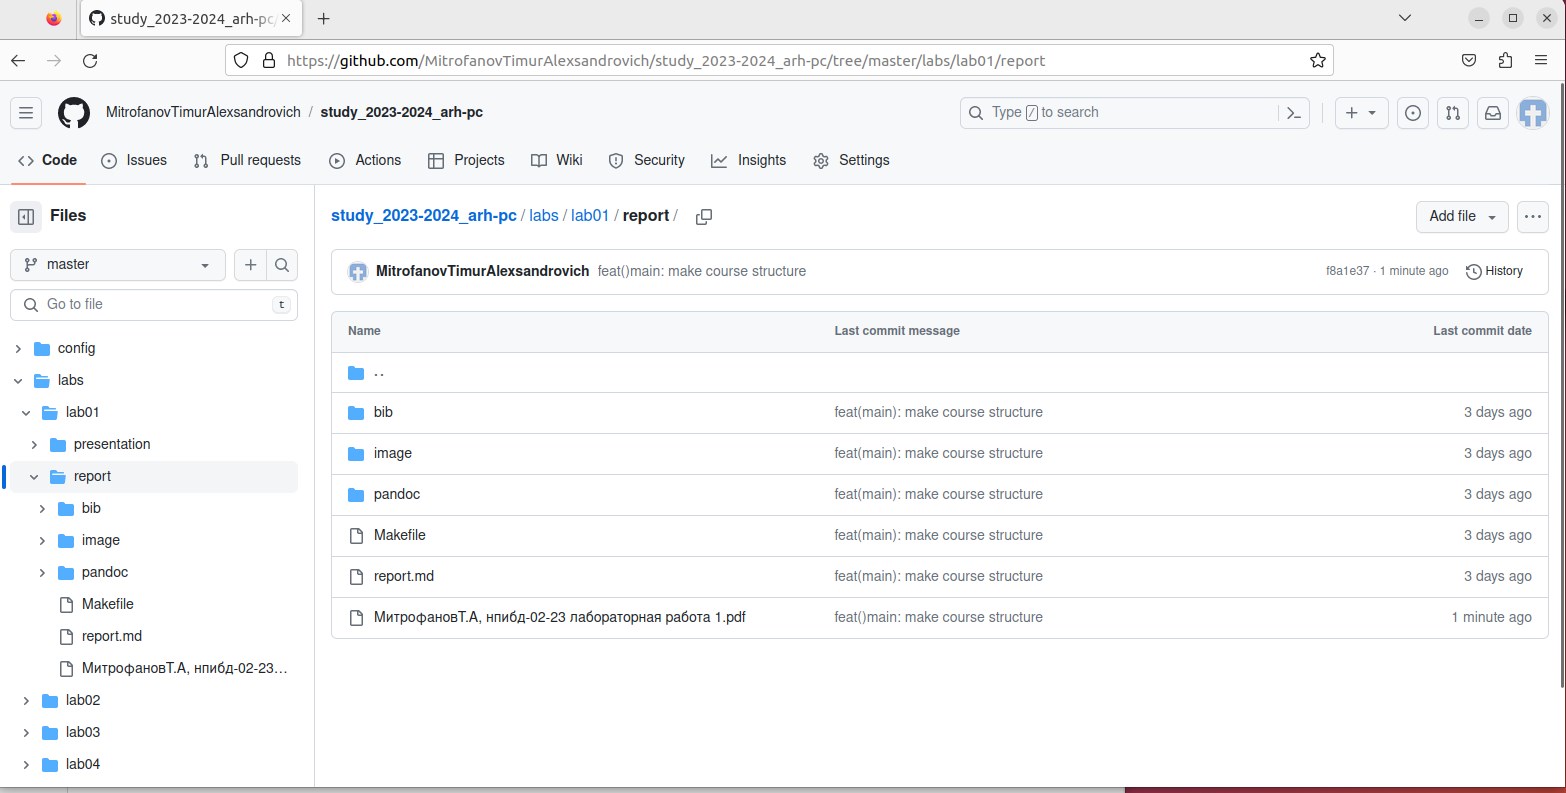 study_2023-2024_arh-pc/
https://github.com/MitrofanovTimurAlexsandrovich/study_2023-2024_arh-pc/tree/master/labs/lab01/report
MitrofanovTimurAlexsandrovich / study_2023-2024_arh-pc
Type / to search
Code Issues Pull requests Actions Projects Wiki Security Insights Settings
Files
study_2023-2024_arh-pc / labs / lab01 / report /
Add file
master
MitrofanovTimurAlexsandrovich feat()main: make course structure f8a1e37 · 1 minute ago History
Go to file t
Name Last commit message Last commit date
config
labs
lab01
presentation
report
bib
image
pandoc
Makefile
report.md
МитрофановТ.А, нпибд-02-23...
lab02
lab03
lab04
..
bib feat(main): make course structure 3 days ago
image feat(main): make course structure 3 days ago
pandoc feat(main): make course structure 3 days ago
Makefile feat(main): make course structure 3 days ago
report.md feat(main): make course structure 3 days ago
МитрофановТ.А, нпибд-02-23 лабораторная работа 1.pdf feat()main: make course structure 1 minute ago